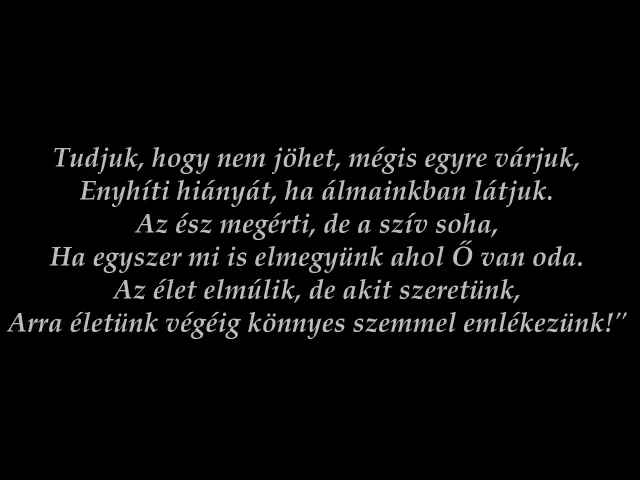 Tudjuk, hogy nem jöhet, mégis egyre várjuk,
Enyhíti hiányát, ha álmainkban látjuk.
Az ész megérti, de a szív soha,
Ha egyszer mi is elmegyünk ahol Ő van oda.
Az élet elmúlik, de akit szeretünk,
Arra életünk végéig könnyes szemmel emlékezünk!"